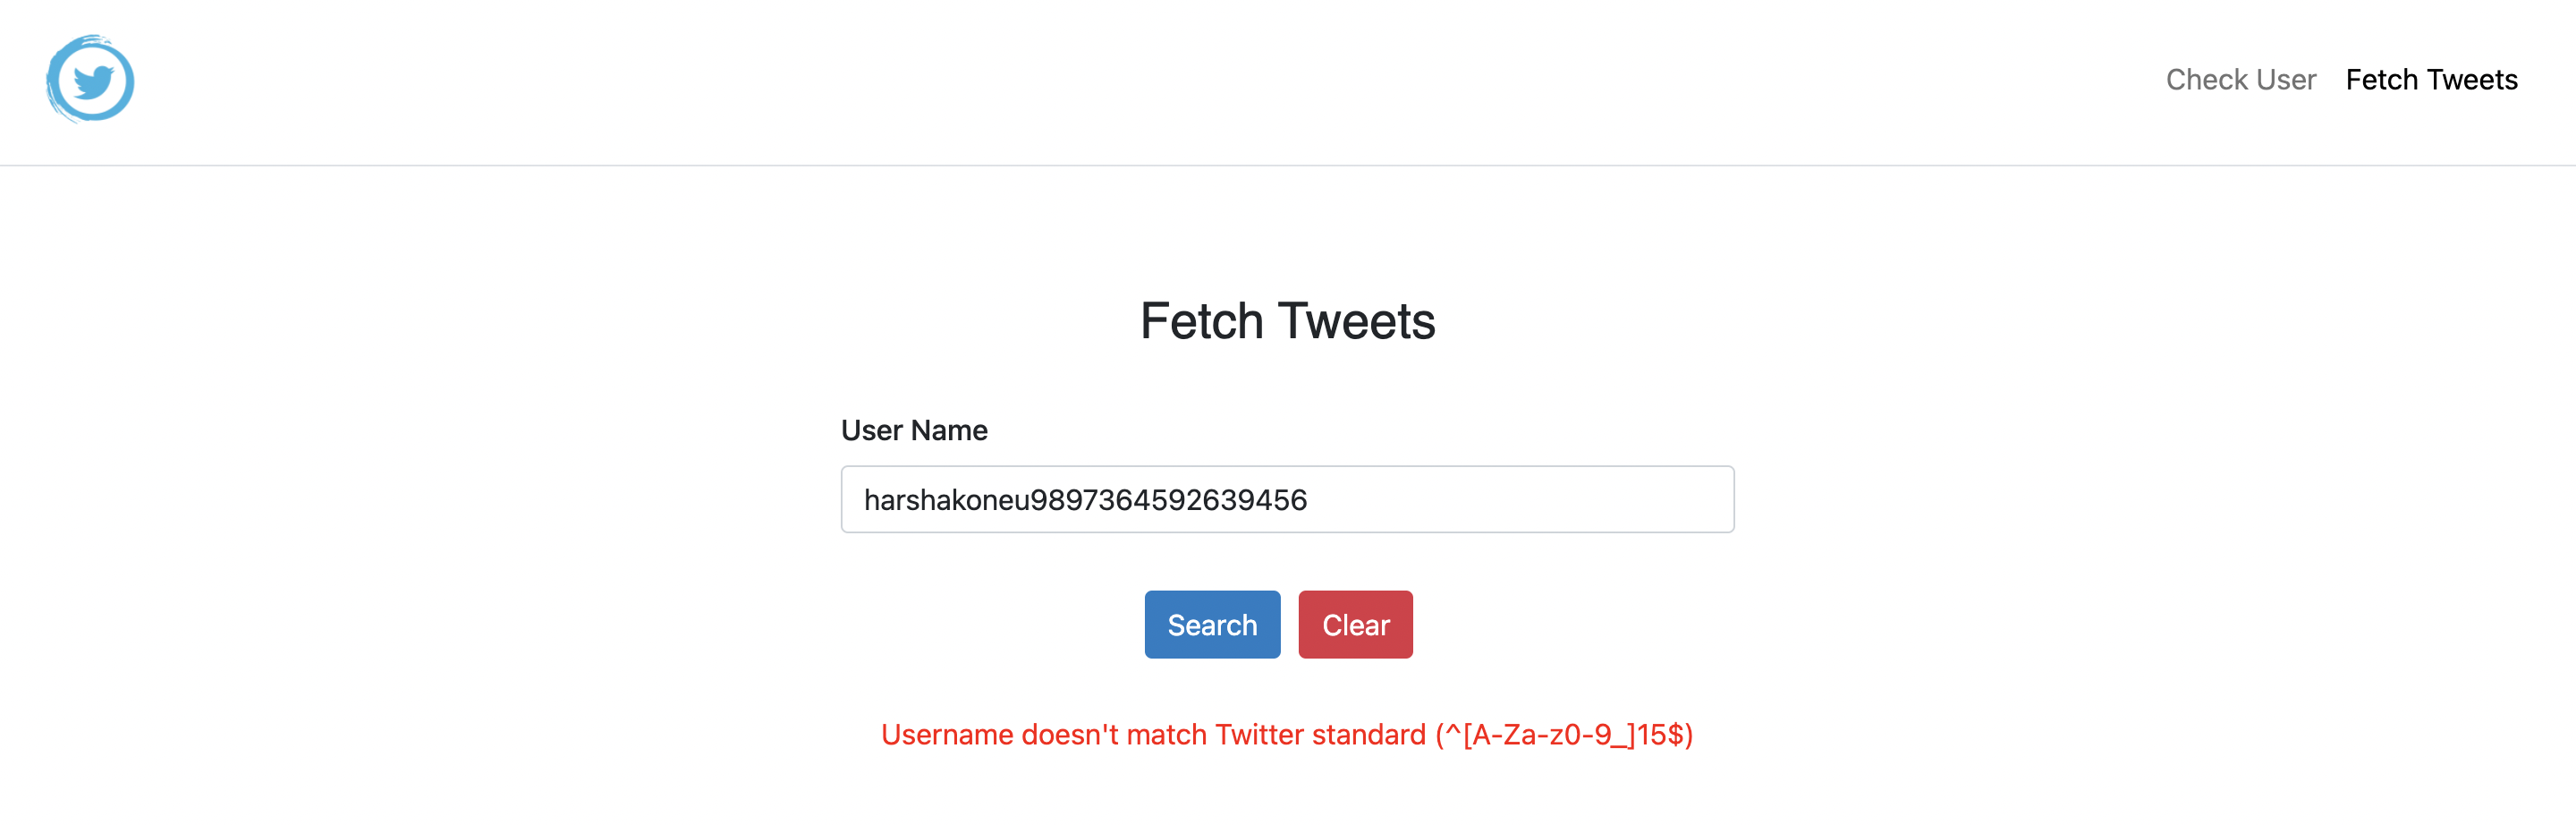 Check User Fetch Tweets
Fetch Tweets
User Name
harshakoneu9897364592639456
Search Clear
Username doesn't match Twitter standard (^[A-Za-z0-9_]15$)